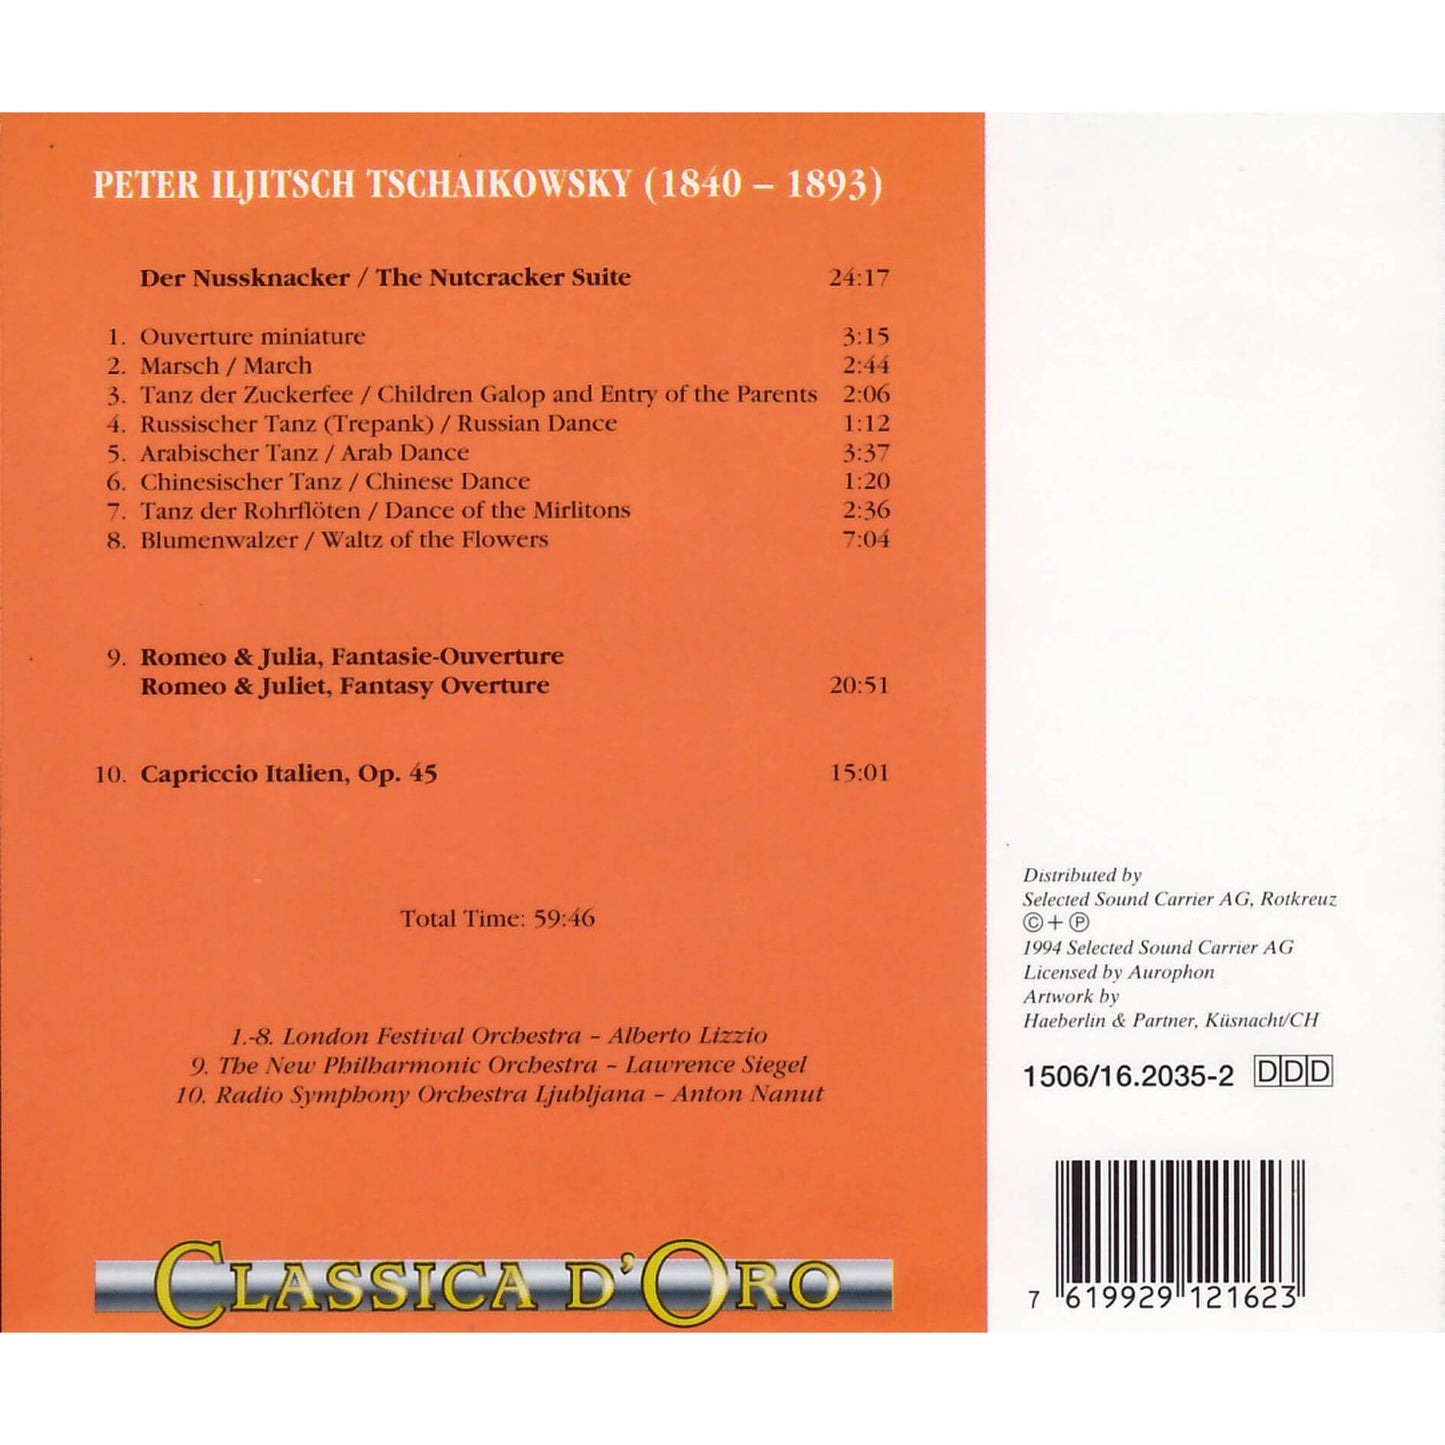 PETER ILJITSCH TSCHAIKOWSKY (1840 – 1893)
Der Nussknacker / The Nutcracker Suite 24:17
1. Ouverture miniature 3:15
2. Marsch / March 2:44
3. Tanz der Zuckerfee / Children Galop and Entry of the Parents 2:06
4. Russischer Tanz (Trepank) / Russian Dance 1:12
5. Arabischer Tanz / Arab Dance 3:37
6. Chinesischer Tanz / Chinese Dance 1:20
7. Tanz der Rohrflöten / Dance of the Mirlitons 2:36
8. Blumenwalzer / Waltz of the Flowers 7:04
9. Romeo & Julia, Fantasie-Ouverture
Romeo & Juliet, Fantasy Overture 20:51
10. Capriccio Italien, Op. 45 15:01
Total Time: 59:46
1.-8. London Festival Orchestra – Alberto Lizzio
9. The New Philharmonic Orchestra – Lawrence Siegel
10. Radio Symphony Orchestra Ljubljana – Anton Nanut
CLASSICA D'ORO
Distributed by
Selected Sound Carrier AG, Rotkreuz
©+℗
1994 Selected Sound Carrier AG
Licensed by Aurophon
Artwork by
Haeberlin & Partner, Küsnacht/CH
1506/16.2035-2 DDD
7 619929 121623